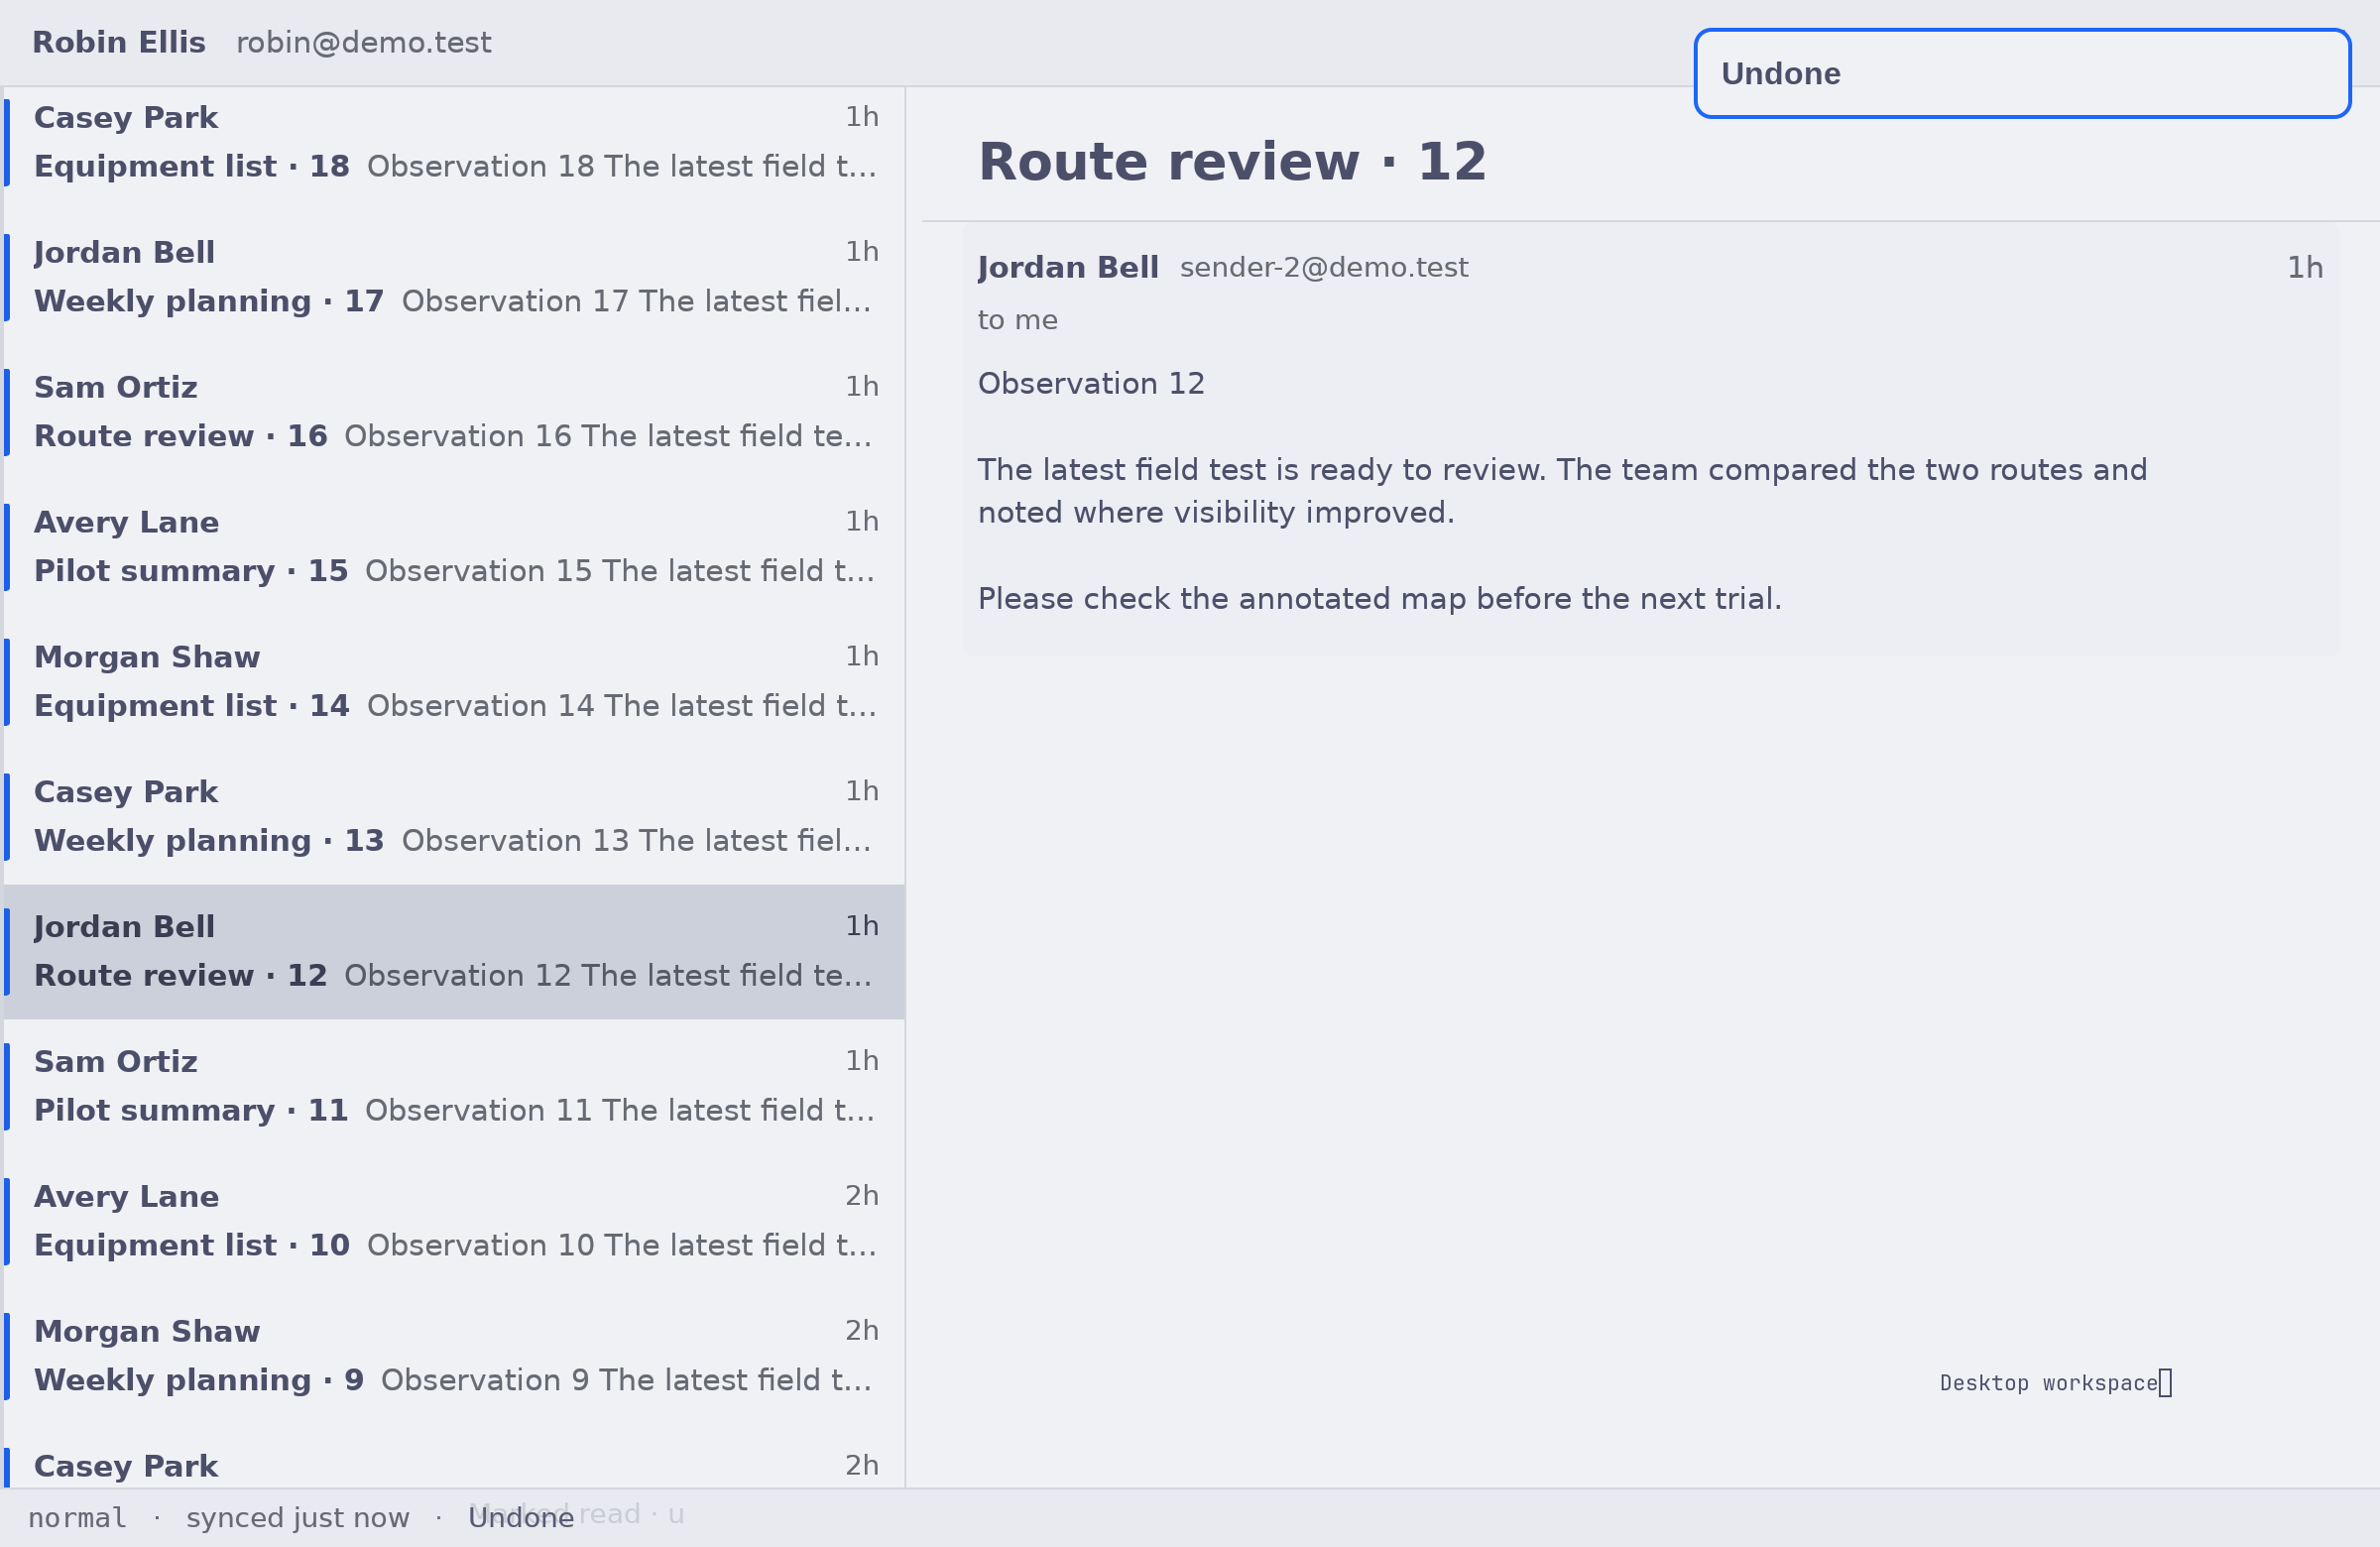 Robin Ellis robin@demo.test
Undone
Casey Park 1h
Equipment list · 18 Observation 18 The latest field t...
Jordan Bell 1h
Weekly planning · 17 Observation 17 The latest fiel...
Sam Ortiz 1h
Route review · 16 Observation 16 The latest field te...
Avery Lane 1h
Pilot summary · 15 Observation 15 The latest field t...
Morgan Shaw 1h
Equipment list · 14 Observation 14 The latest field t...
Casey Park 1h
Weekly planning · 13 Observation 13 The latest fiel...
Jordan Bell 1h
Route review · 12 Observation 12 The latest field te...
Sam Ortiz 1h
Pilot summary · 11 Observation 11 The latest field t...
Avery Lane 2h
Equipment list · 10 Observation 10 The latest field t...
Morgan Shaw 2h
Weekly planning · 9 Observation 9 The latest field t...
Casey Park 2h
Route review · 12
Jordan Bell sender-2@demo.test 1h
to me
Observation 12
The latest field test is ready to review. The team compared the two routes and
noted where visibility improved.
Please check the annotated map before the next trial.
Desktop workspace
normal · synced just now · Undone
Marked read · u